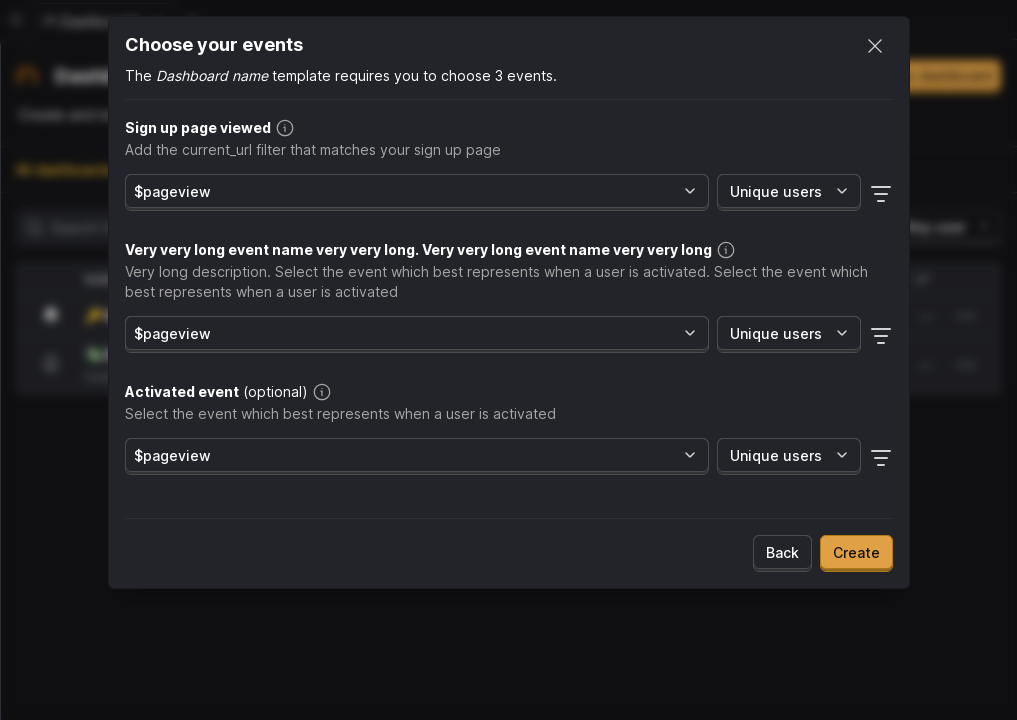 Choose your events
The Dashboard name template requires you to choose 3 events.
Sign up page viewed
Add the current_url filter that matches your sign up page
$pageview Unique users
Very very long event name very very long. Very very long event name very very long
Very long description. Select the event which best represents when a user is activated. Select the event which
best represents when a user is activated
$pageview Unique users
Activated event (optional)
Select the event which best represents when a user is activated
$pageview Unique users
Back Create